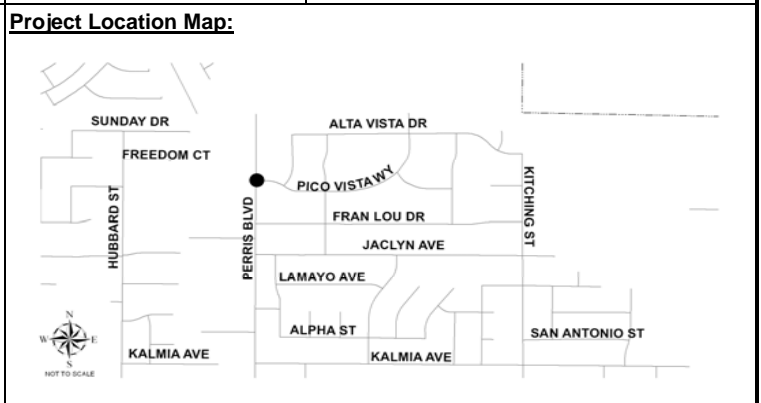 Project Location Map:
SUNDAY DR
ALTA VISTA DR
FREEDOM CT
PICO VISTA WY
KITCHING ST
HUBBARD ST
PERRIS BLVD
FRAN LOU DR
JACLYN AVE
LAMAYO AVE
ALPHA ST
SAN ANTONIO ST
N
W E
S
KALMIA AVE
KALMIA AVE
NOT TO SCALE